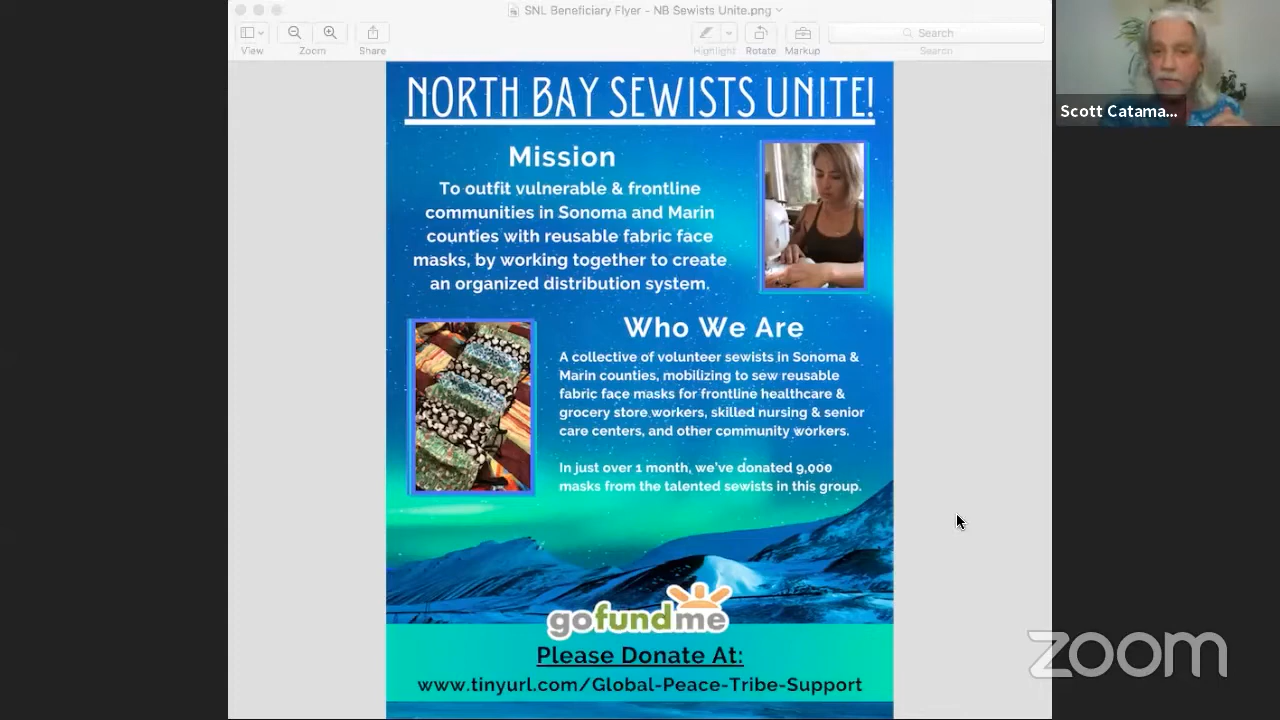 SNL Beneficiary Flyer - NB Sewists Unite.png
View
Zoom
Share
Highlight
Rotate
Markup
Search
Search
Scott Catama...
NORTH BAY SEWISTS UNITE!
Mission
To outfit vulnerable & frontline
communities in Sonoma and Marin
counties with reusable fabric face
masks, by working together to create
an organized distribution system.
Who We Are
A collective of volunteer sewists in Sonoma &
Marin counties, mobilizing to sew reusable
fabric face masks for frontline healthcare &
grocery store workers, skilled nursing & senior
care centers, and other community workers.
In just over 1 month, we've donated 9,000
masks from the talented sewists in this group.
gofundme
Please Donate At:
www.tinyurl.com/Global-Peace-Tribe-Support
zoom